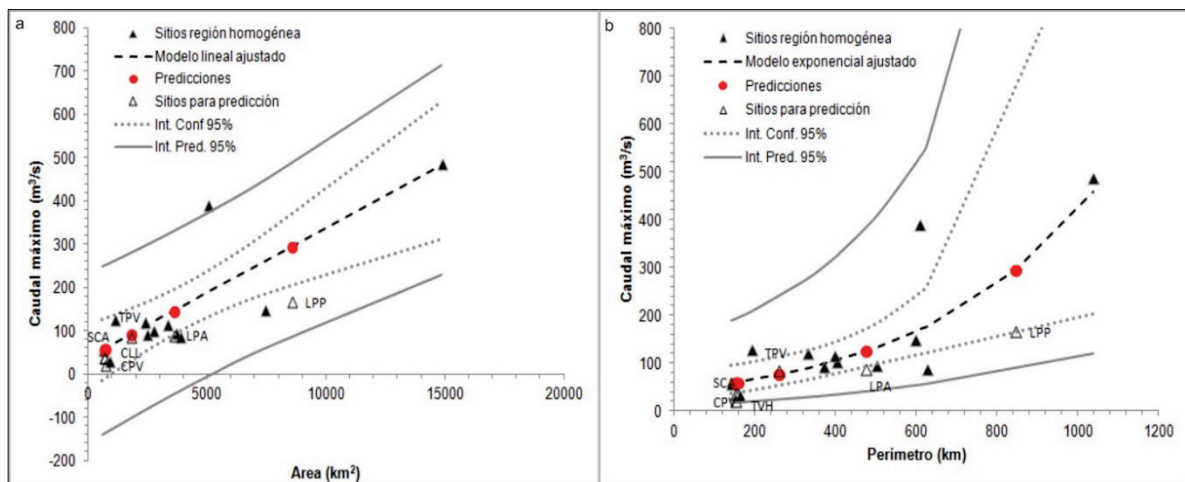 a
800
700
600
500
400
300
200
100
0
-100
-200
Caudal máximo (m³/s)
Sitios región homogénea
Modelo lineal ajustado
Predicciones
Sitios para predicción
Int. Conf 95%
Int. Pred. 95%
TPV
SCA
LPA
LPP
CPV
0 5000 10000 15000 20000
Area (km²)
b
800
700
600
500
400
300
200
100
0
Caudal máximo (m³/s)
Sitios región homogénea
Modelo exponencial ajustado
Predicciones
Sitios para predicción
Int. Conf. 95%
Int. Pred. 95%
TPV
LPP
LPA
CPV TVH
0 200 400 600 800 1000 1200
Perímetro (km)